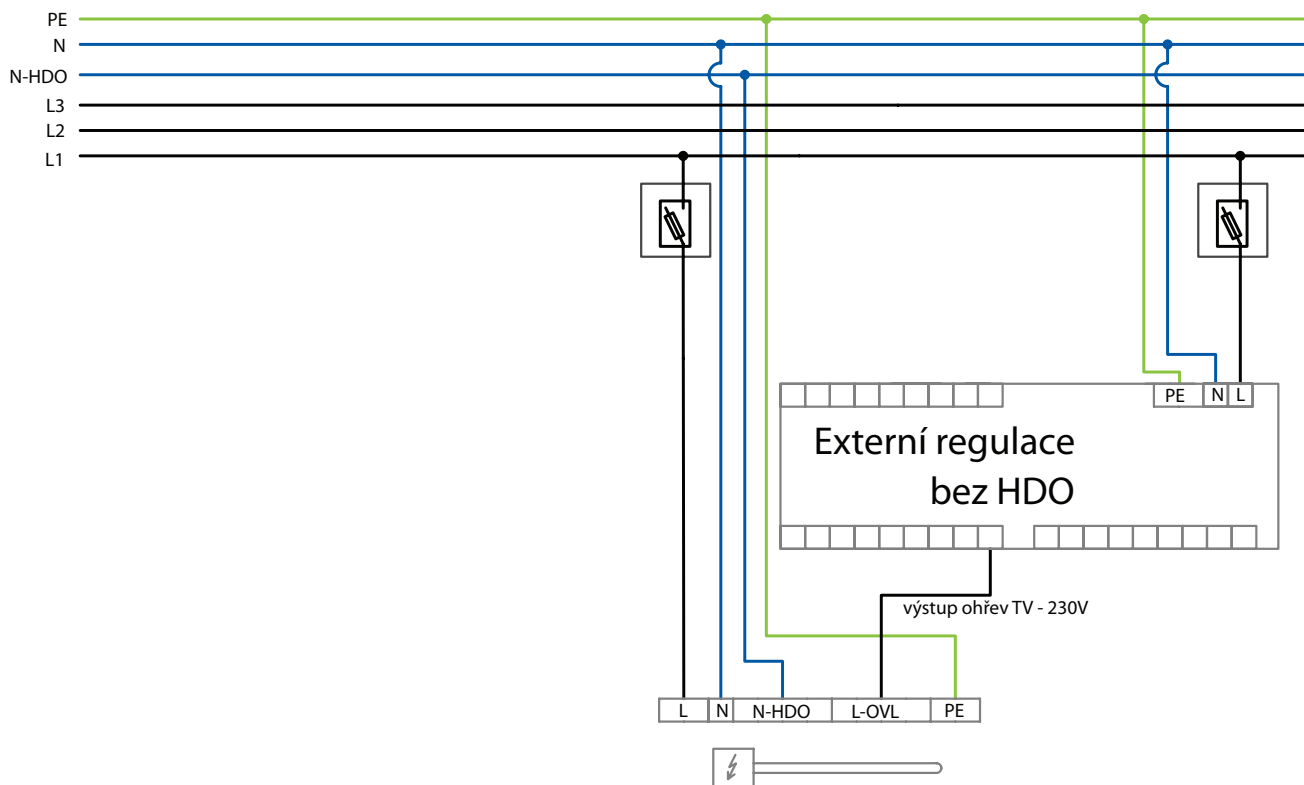 PE
N
N-HDO
L3
L2
L1
PE N L
Externí regulace
bez HDO
výstup ohřev TV - 230V
L N N-HDO L-OVL PE